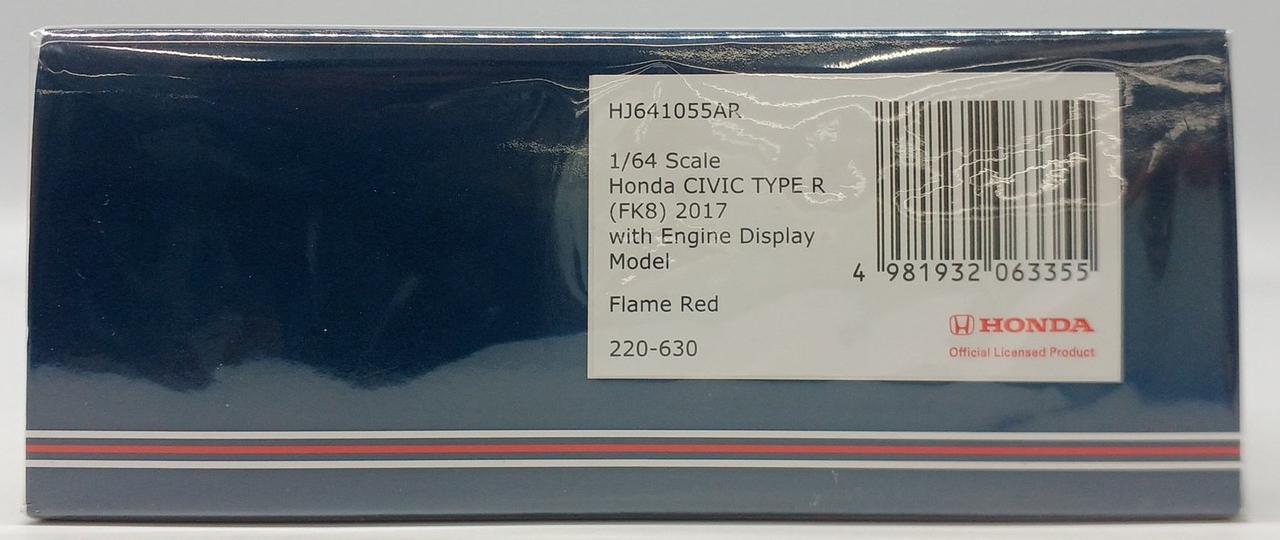 HJ641055AR
1/64 Scale
Honda CIVIC TYPE R
(FK8) 2017
with Engine Display
Model
Flame Red
220-630
4 981932 063355
HONDA
Official Licensed Product